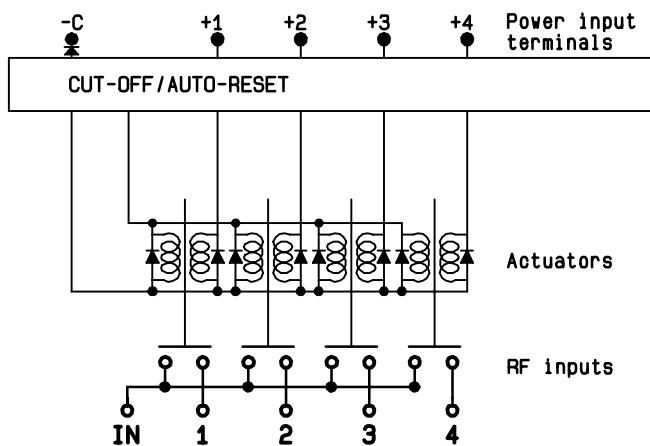 -C +1 +2 +3 +4 Power input
terminals
CUT-OFF/AUTO-RESET
Actuators
RF inputs
IN 1 2 3 4